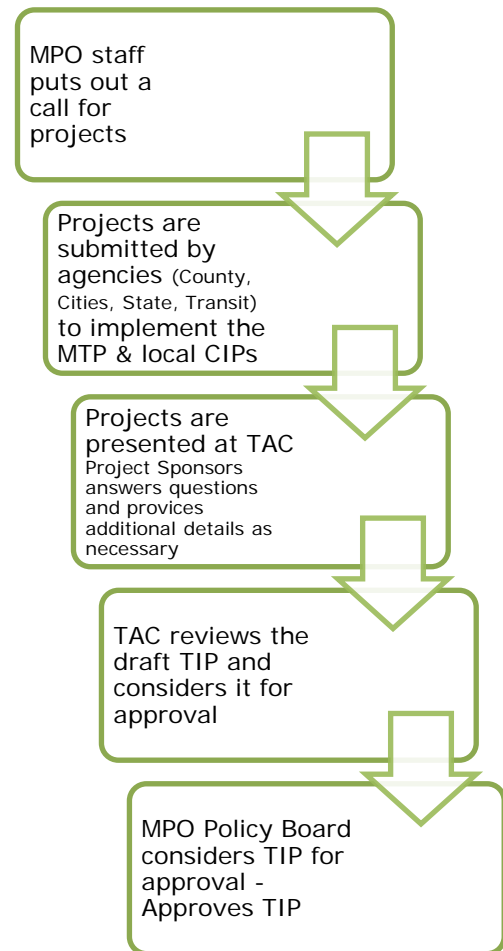 MPO staff
puts out a
call for
projects
Projects are
submitted by
agencies (County,
Cities, State, Transit)
to implement the
MTP & local CIPs
Projects are
presented at TAC
Project Sponsors
answers questions
and provices
additional details as
necessary
TAC reviews the
draft TIP and
considers it for
approval
MPO Policy Board
considers TIP for
approval -
Approves TIP